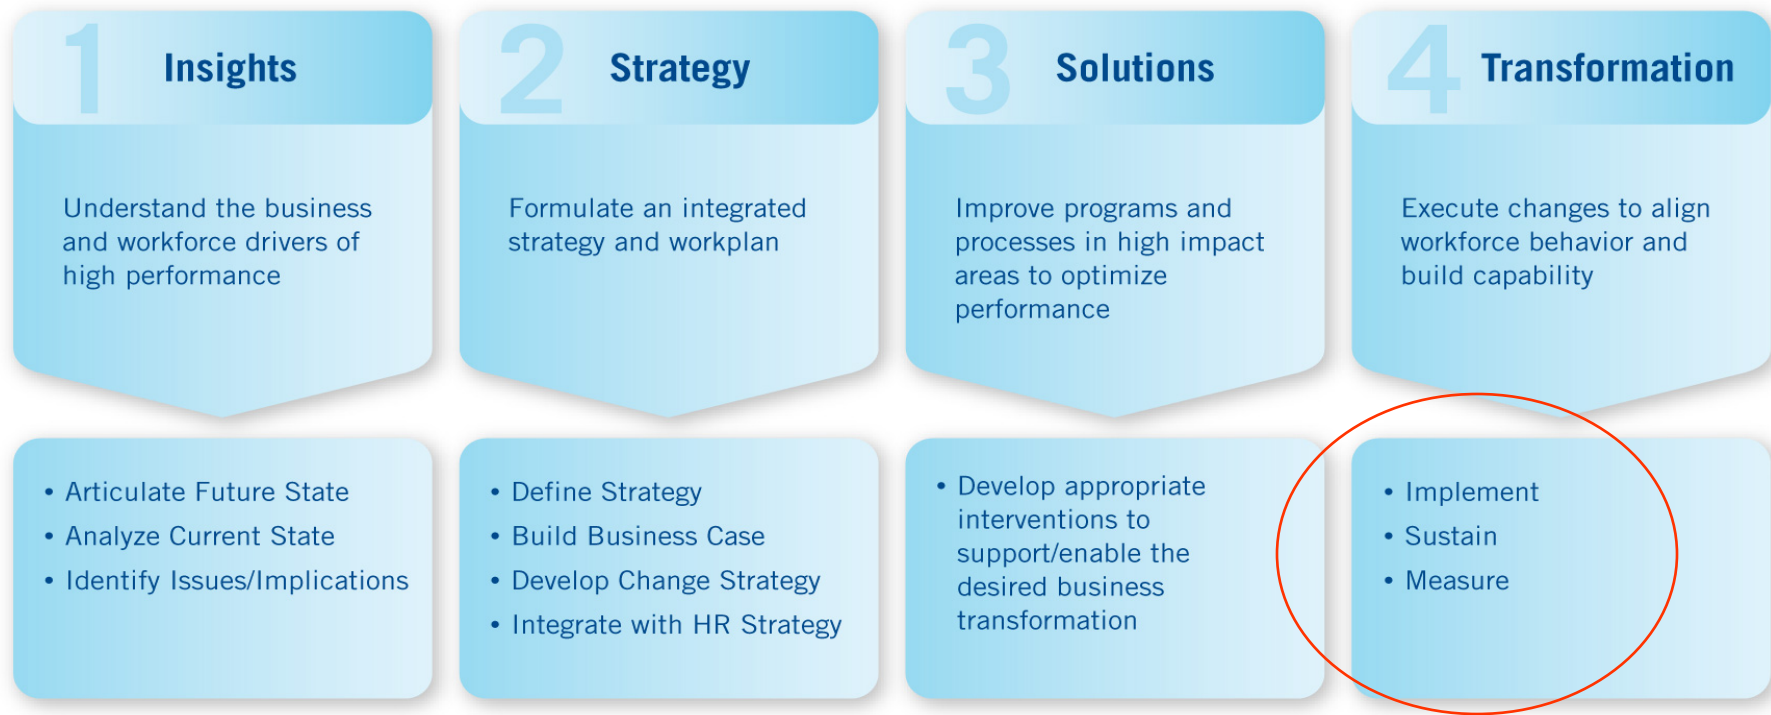 1 Insights
Understand the business
and workforce drivers of
high performance
• Articulate Future State
• Analyze Current State
• Identify Issues/Implications
2 Strategy
Formulate an integrated
strategy and workplan
• Define Strategy
• Build Business Case
• Develop Change Strategy
• Integrate with HR Strategy
3 Solutions
Improve programs and
processes in high impact
areas to optimize
performance
• Develop appropriate
interventions to
support/enable the
desired business
transformation
4 Transformation
Execute changes to align
workforce behavior and
build capability
• Implement
• Sustain
• Measure